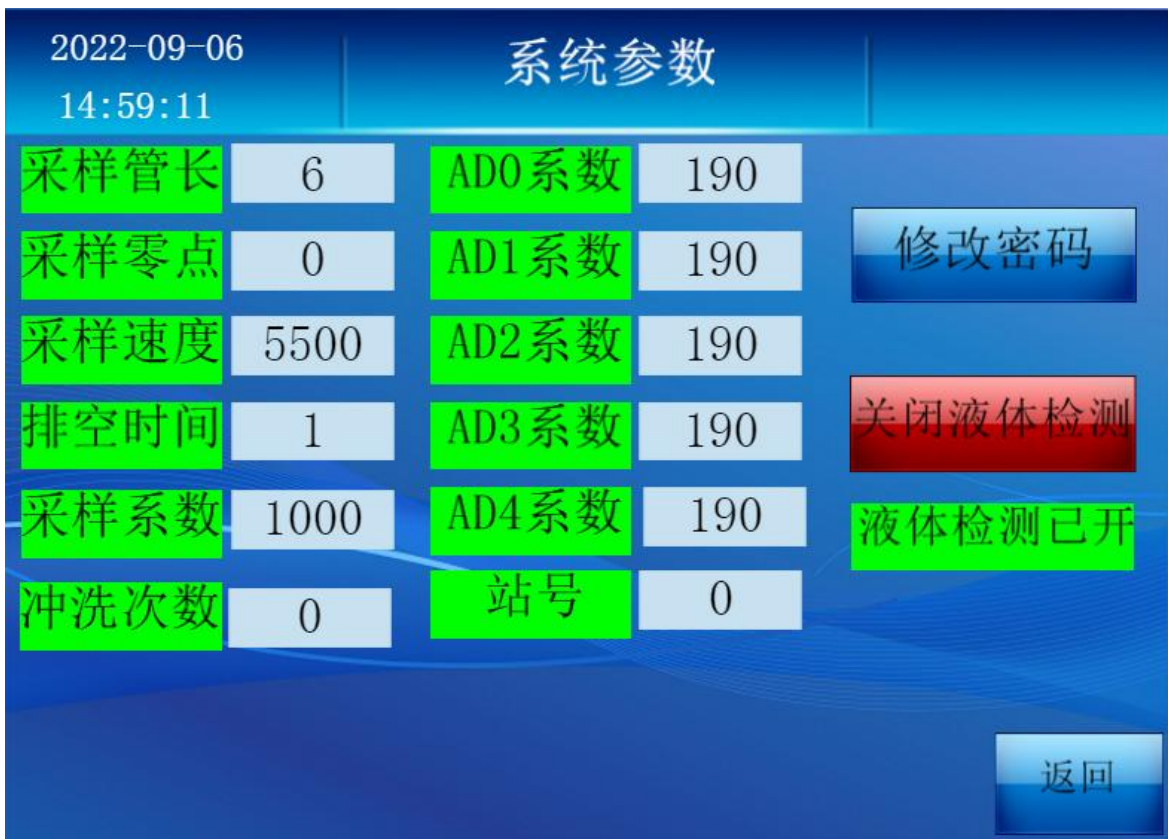 2022-09-06
14:59:11
系统参数
采样管长 6 AD0系数 190
采样零点 0 AD1系数 190 修改密码
采样速度 5500 AD2系数 190
排空时间 1 AD3系数 190 关闭液体检测
采样系数 1000 AD4系数 190 液体检测已开
冲洗次数 0 站号 0
返回